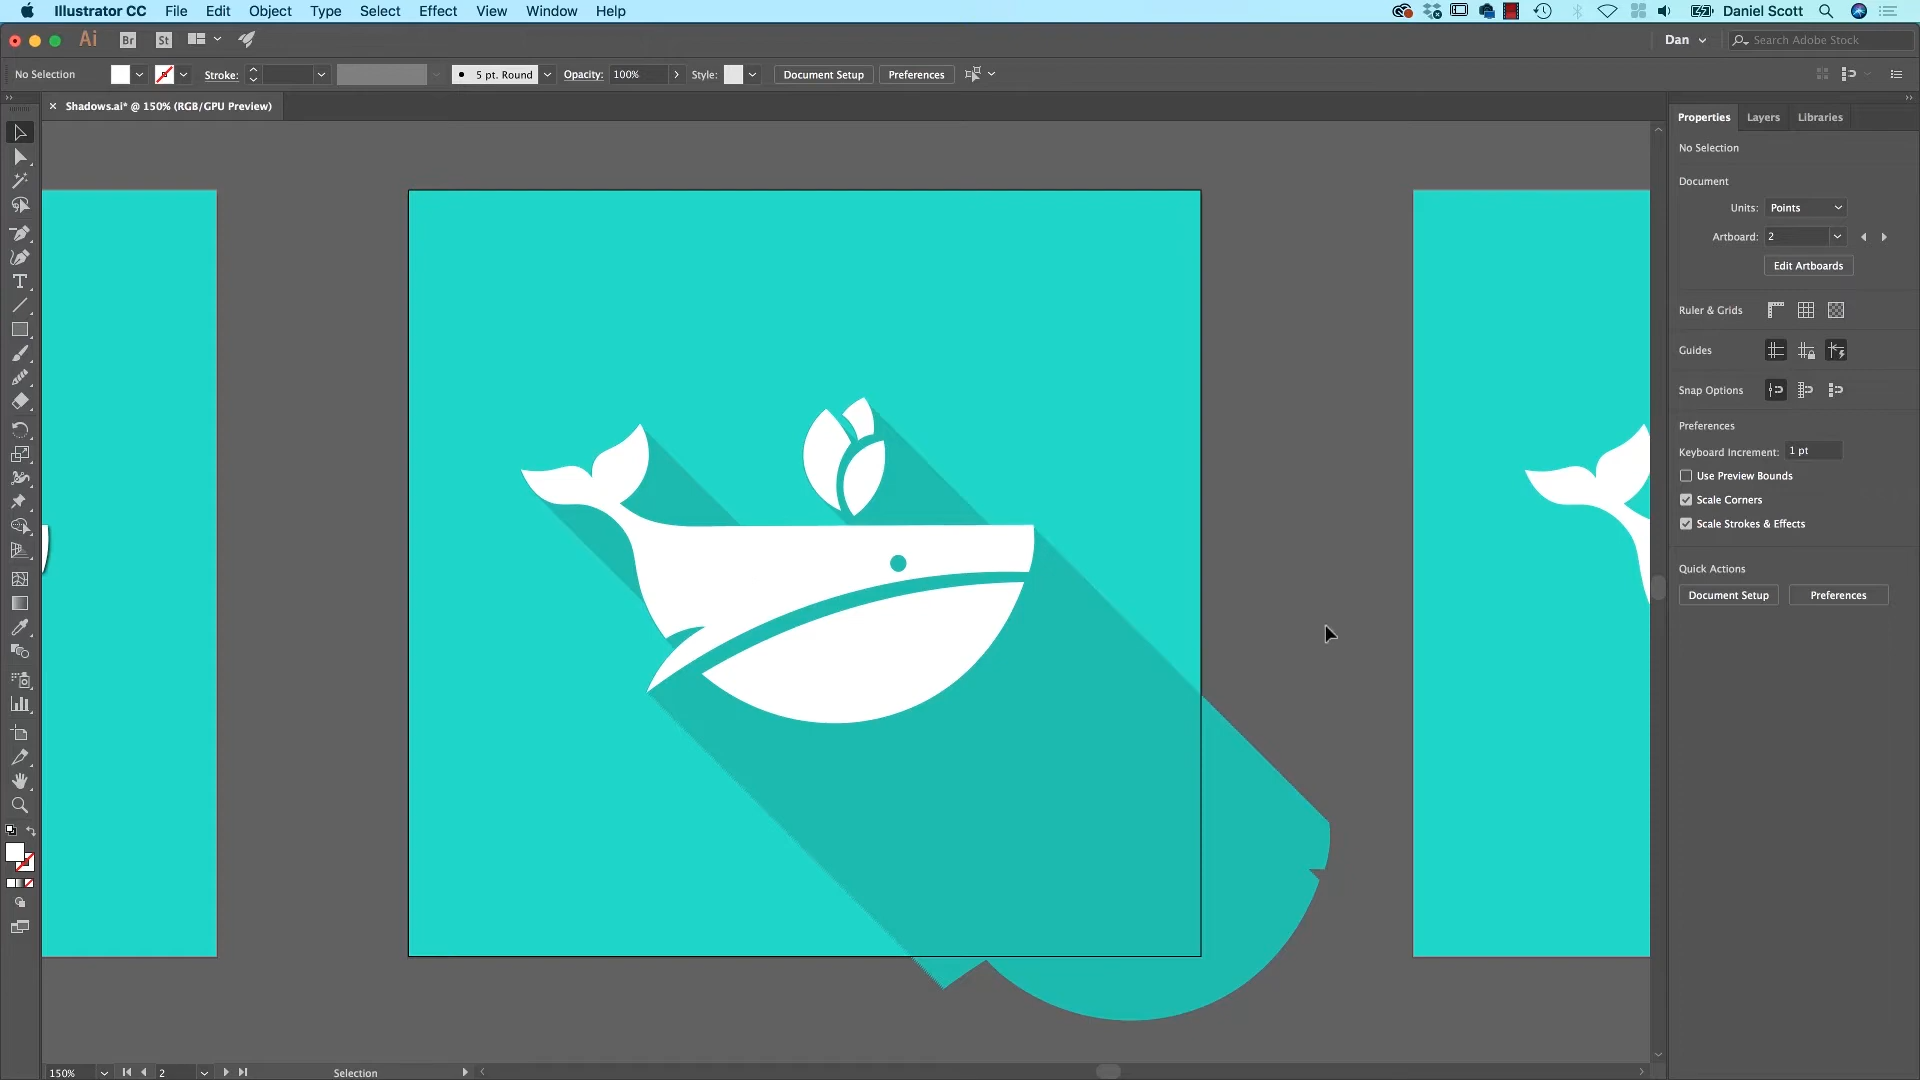 Illustrator CC File Edit Object Type Select Effect View Window Help Daniel Scott
Ai Br St Dan Search Adobe Stock
No Selection Stroke: 5 pt. Round Opacity: 100% Style: Document Setup Preferences
Shadows.ai* @ 150% (RGB/GPU Preview)
Properties Layers Libraries
No Selection
Document
Units: Points
Artboard: 2
Edit Artboards
Ruler & Grids
Guides
Snap Options
Preferences
Keyboard Increment: 1 pt
Use Preview Bounds
Scale Corners
Scale Strokes & Effects
Quick Actions
Document Setup Preferences
150% 2 Selection